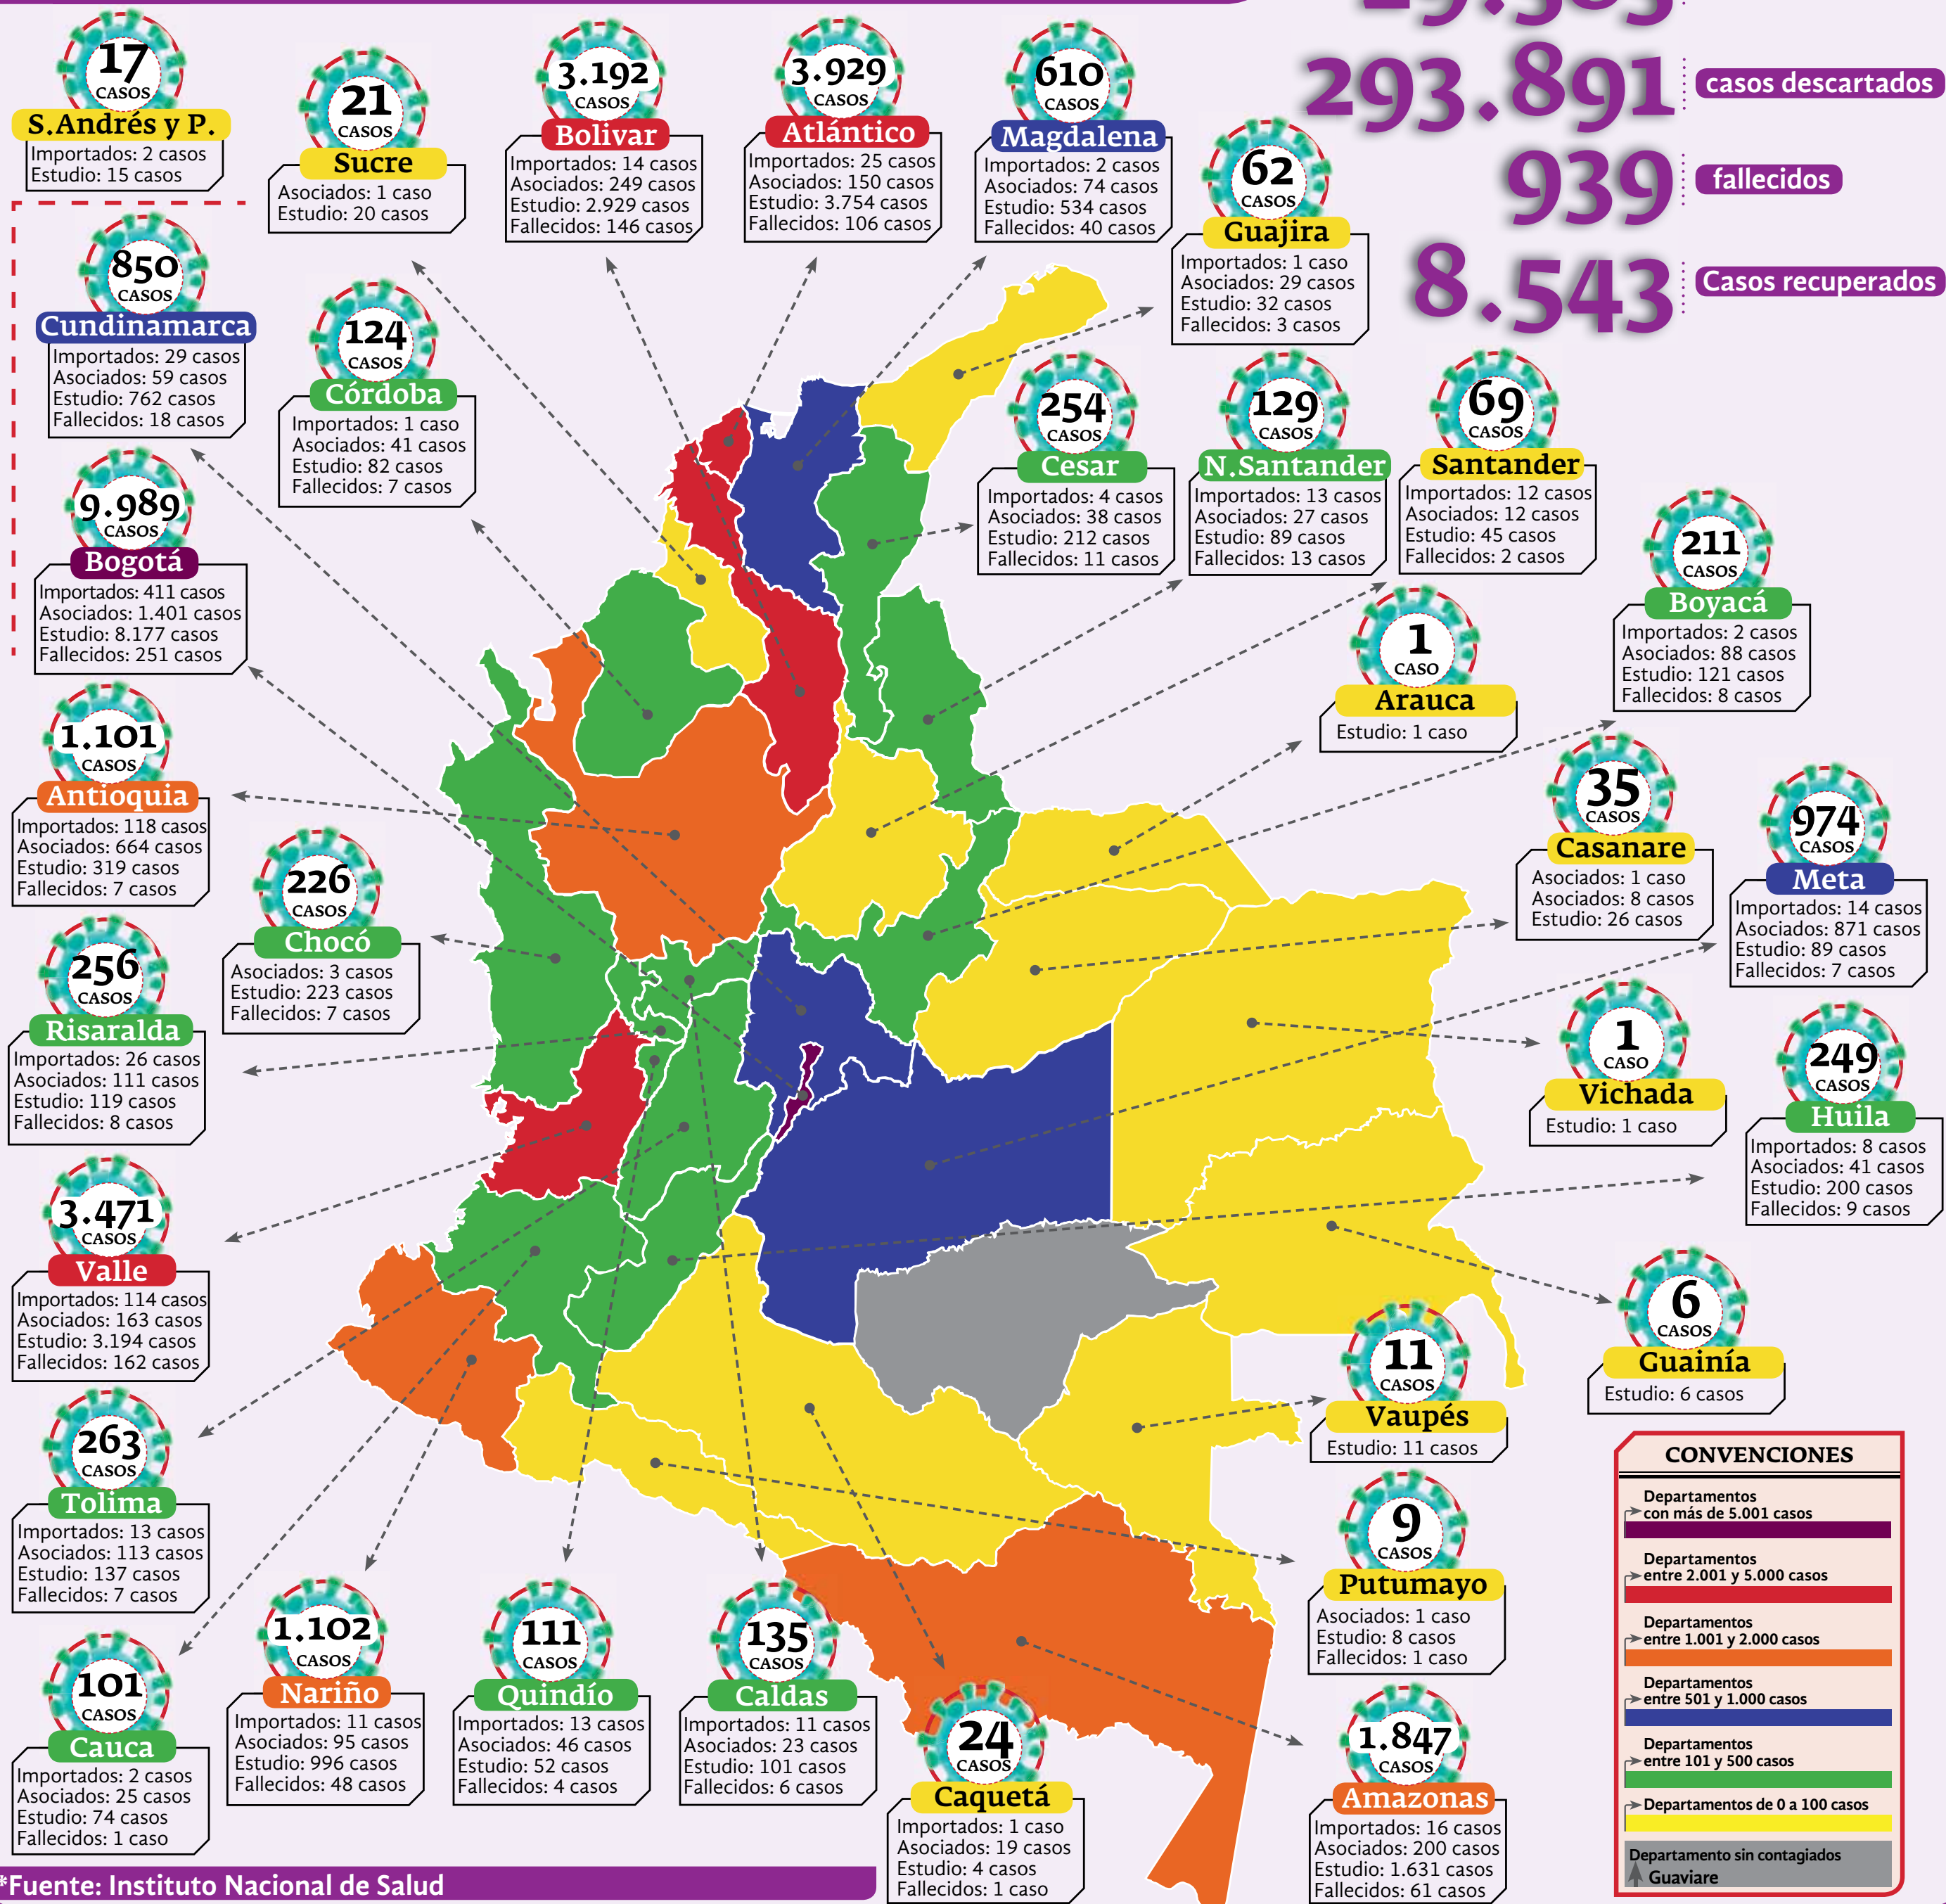 293.891
casos descartados
939
fallecidos
8.543
Casos recuperados
17
CASOS
S.Andrés y P.
Importados: 2 casos
Estudio: 15 casos
21
CASOS
Sucre
Asociados: 1 caso
Estudio: 20 casos
3.192
CASOS
Bolivar
Importados: 14 casos
Asociados: 249 casos
Estudio: 2.929 casos
Fallecidos: 146 casos
3.929
CASOS
Atlántico
Importados: 25 casos
Asociados: 150 casos
Estudio: 3.754 casos
Fallecidos: 106 casos
610
CASOS
Magdalena
Importados: 2 casos
Asociados: 74 casos
Estudio: 534 casos
Fallecidos: 40 casos
62
CASOS
Guajira
Importados: 1 caso
Asociados: 29 casos
Estudio: 32 casos
Fallecidos: 3 casos
850
CASOS
Cundinamarca
Importados: 29 casos
Asociados: 59 casos
Estudio: 762 casos
Fallecidos: 18 casos
124
CASOS
Córdoba
Importados: 1 caso
Asociados: 41 casos
Estudio: 82 casos
Fallecidos: 7 casos
254
CASOS
Cesar
Importados: 4 casos
Asociados: 38 casos
Estudio: 212 casos
Fallecidos: 11 casos
129
CASOS
N.Santander
Importados: 13 casos
Asociados: 27 casos
Estudio: 89 casos
Fallecidos: 13 casos
69
CASOS
Santander
Importados: 12 casos
Asociados: 12 casos
Estudio: 45 casos
Fallecidos: 2 casos
9.989
CASOS
Bogotá
Importados: 411 casos
Asociados: 1.401 casos
Estudio: 8.177 casos
Fallecidos: 251 casos
211
CASOS
Boyacá
Importados: 2 casos
Asociados: 88 casos
Estudio: 121 casos
Fallecidos: 8 casos
1
CASO
Arauca
Estudio: 1 caso
1.101
CASOS
Antioquia
Importados: 118 casos
Asociados: 664 casos
Estudio: 319 casos
Fallecidos: 7 casos
35
CASOS
Casanare
Asociados: 1 caso
Asociados: 8 casos
Estudio: 26 casos
974
CASOS
Meta
Importados: 14 casos
Asociados: 871 casos
Estudio: 89 casos
Fallecidos: 7 casos
226
CASOS
Chocó
Asociados: 3 casos
Estudio: 223 casos
Fallecidos: 7 casos
256
CASOS
Risaralda
Importados: 26 casos
Asociados: 111 casos
Estudio: 119 casos
Fallecidos: 8 casos
1
CASO
Vichada
Estudio: 1 caso
249
CASOS
Huila
Importados: 8 casos
Asociados: 41 casos
Estudio: 200 casos
Fallecidos: 9 casos
3.471
CASOS
Valle
Importados: 114 casos
Asociados: 163 casos
Estudio: 3.194 casos
Fallecidos: 162 casos
6
CASOS
Guainía
Estudio: 6 casos
11
CASOS
Vaupés
Estudio: 11 casos
263
CASOS
Tolima
Importados: 13 casos
Asociados: 113 casos
Estudio: 137 casos
Fallecidos: 7 casos
9
CASOS
Putumayo
Asociados: 1 caso
Estudio: 8 casos
Fallecidos: 1 caso
101
CASOS
Cauca
Importados: 2 casos
Asociados: 25 casos
Estudio: 74 casos
Fallecidos: 1 caso
1.102
CASOS
Nariño
Importados: 11 casos
Asociados: 95 casos
Estudio: 996 casos
Fallecidos: 48 casos
111
CASOS
Quindío
Importados: 13 casos
Asociados: 46 casos
Estudio: 52 casos
Fallecidos: 4 casos
135
CASOS
Caldas
Importados: 11 casos
Asociados: 23 casos
Estudio: 101 casos
Fallecidos: 6 casos
24
CASOS
Caquetá
Importados: 1 caso
Asociados: 19 casos
Estudio: 4 casos
Fallecidos: 1 caso
1.847
CASOS
Amazonas
Importados: 16 casos
Asociados: 200 casos
Estudio: 1.631 casos
Fallecidos: 61 casos
CONVENCIONES
Departamentos
con más de 5.001 casos
Departamentos
entre 2.001 y 5.000 casos
Departamentos
entre 1.001 y 2.000 casos
Departamentos
entre 501 y 1.000 casos
Departamentos
entre 101 y 500 casos
Departamentos de 0 a 100 casos
Departamento sin contagiados
Guaviare
*Fuente: Instituto Nacional de Salud